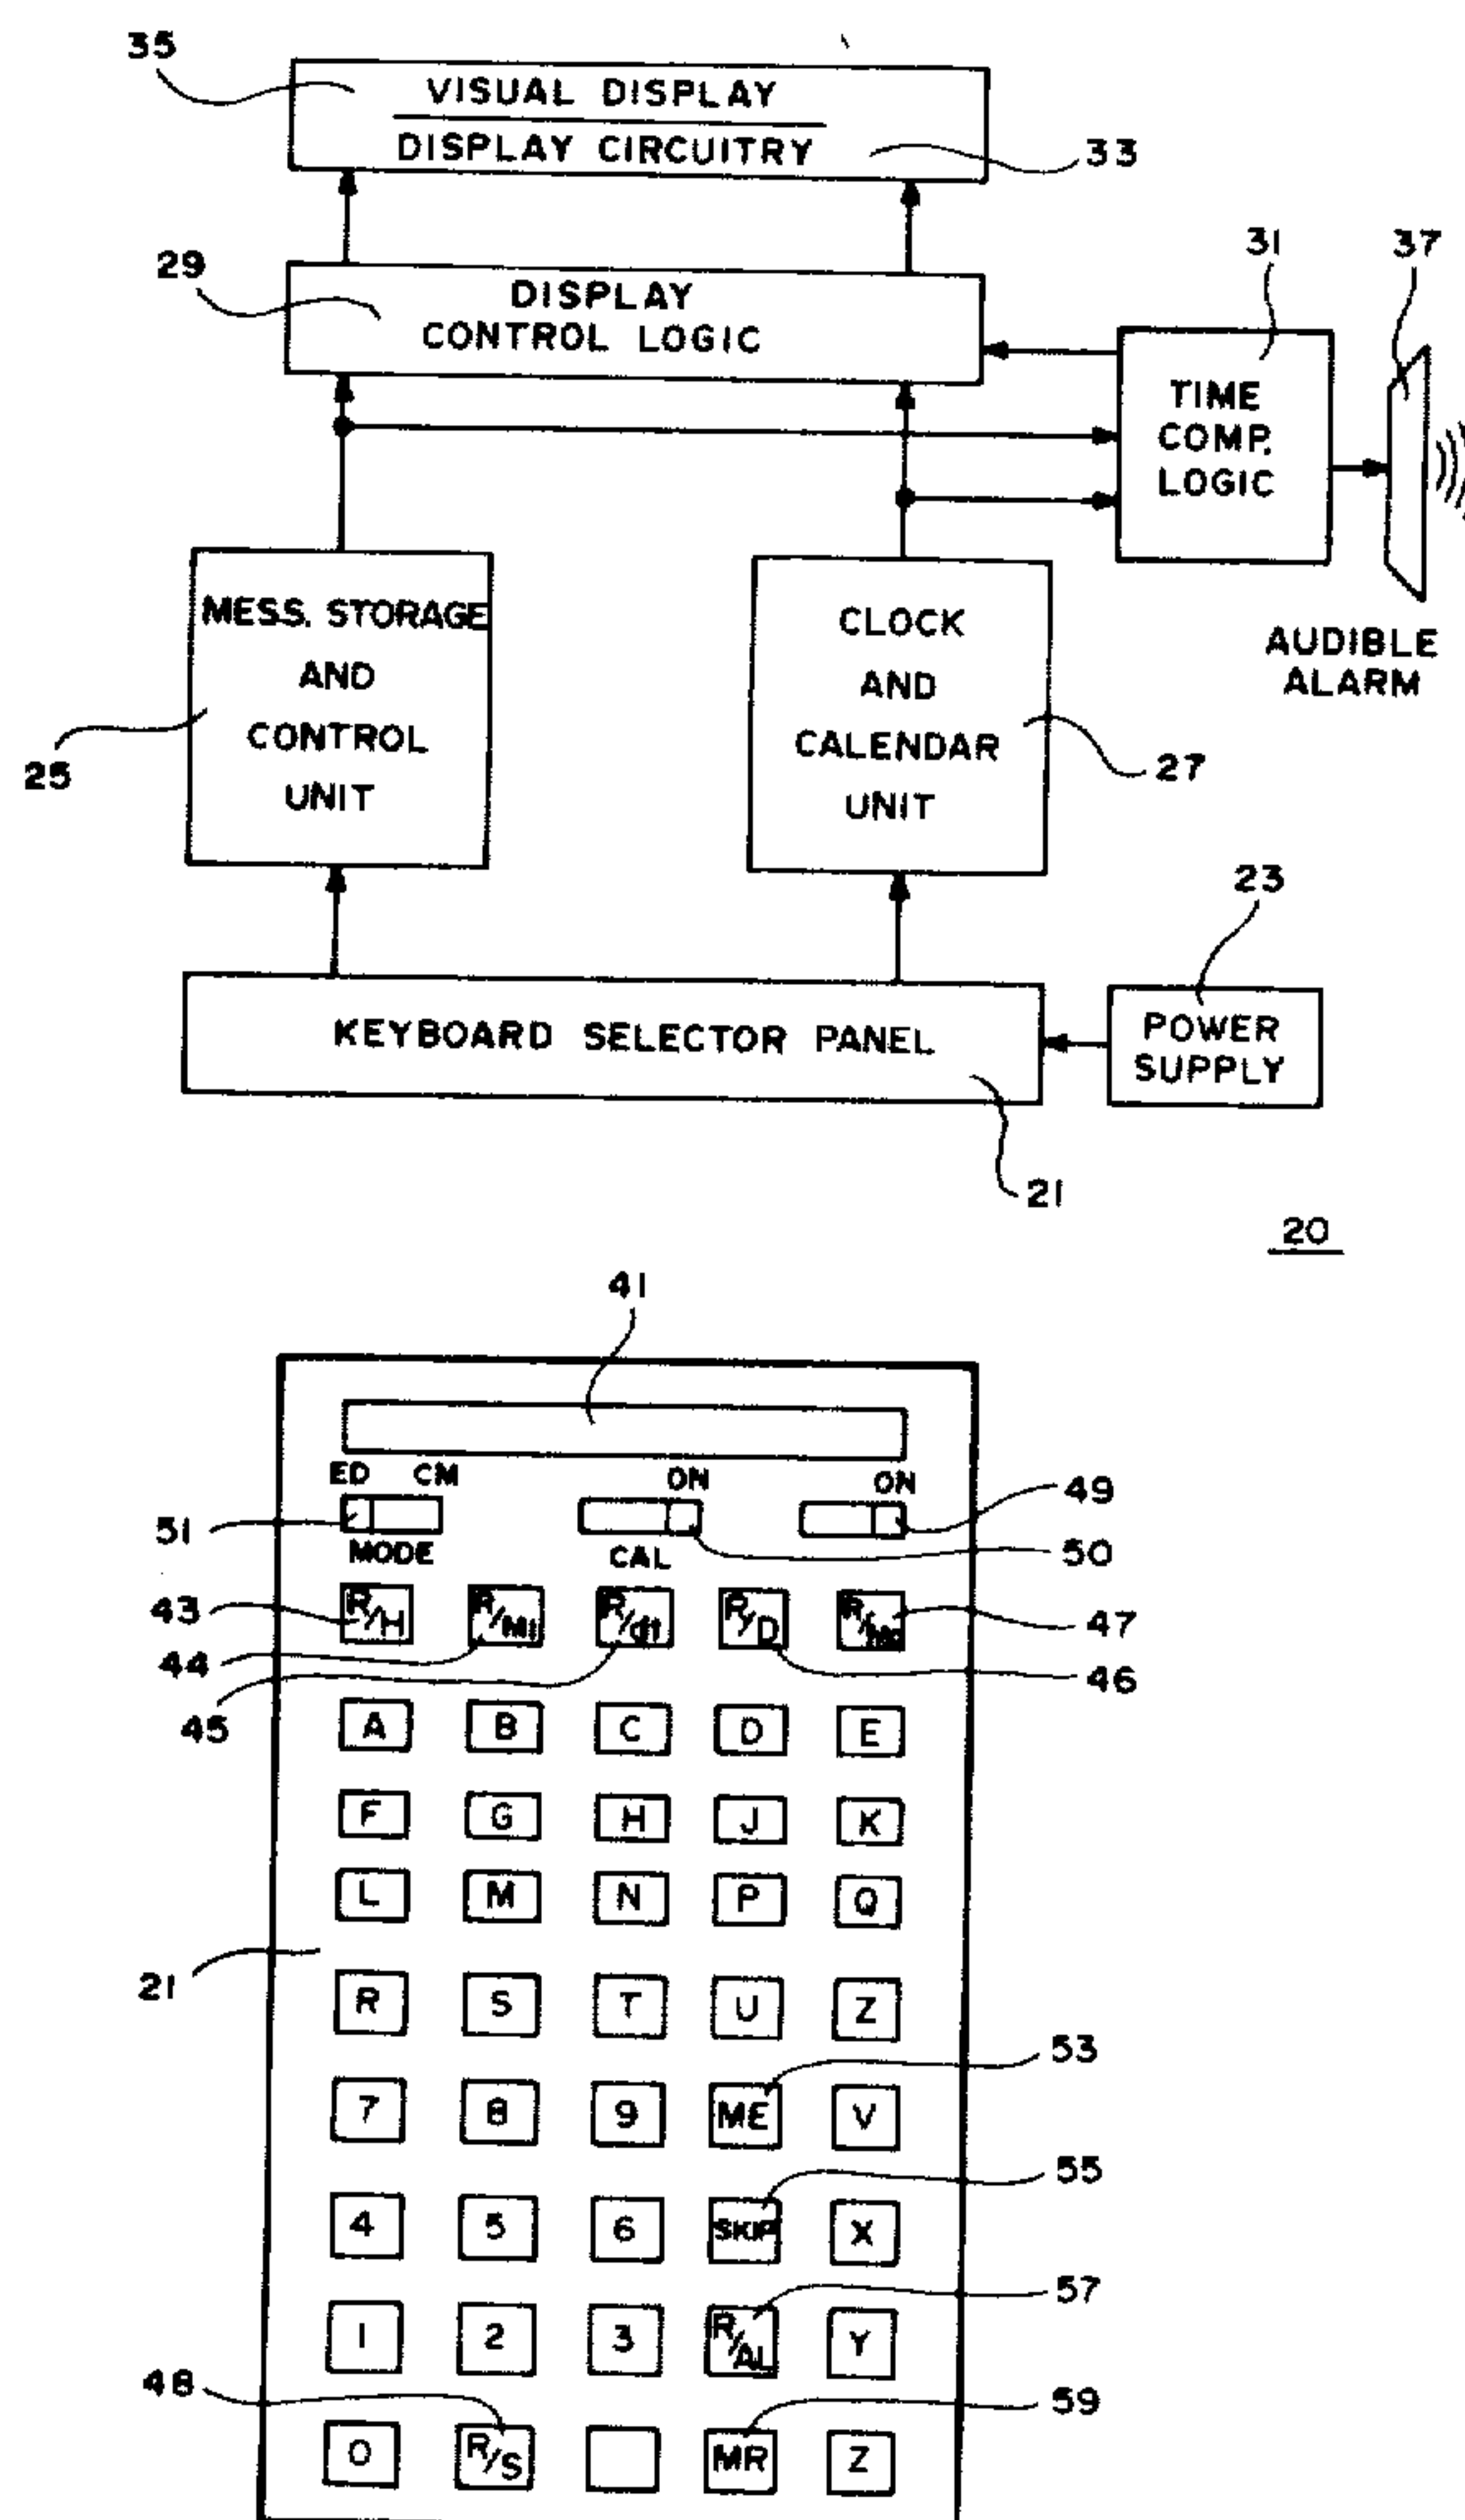 35
VISUAL DISPLAY
DISPLAY CIRCUITRY
33
29
DISPLAY
CONTROL LOGIC
31
37
TIME
COMP.
LOGIC
MESS. STORAGE
AND
CONTROL
UNIT
25
CLOCK
AND
CALENDAR
UNIT
27
AUDIBLE
ALARM
23
KEYBOARD SELECTOR PANEL
POWER
SUPPLY
21
20
41
ED CM ON ON
49
51
MODE CAL
50
43
R/H R/MI R/dt R/D
47
44
46
45
A B C D E
F G H J K
L M N P Q
21
R S T U Z
53
7 8 9 ME V
55
4 5 6 SKIP X
57
1 2 3 R/AL Y
48
59
0 R/S MR Z